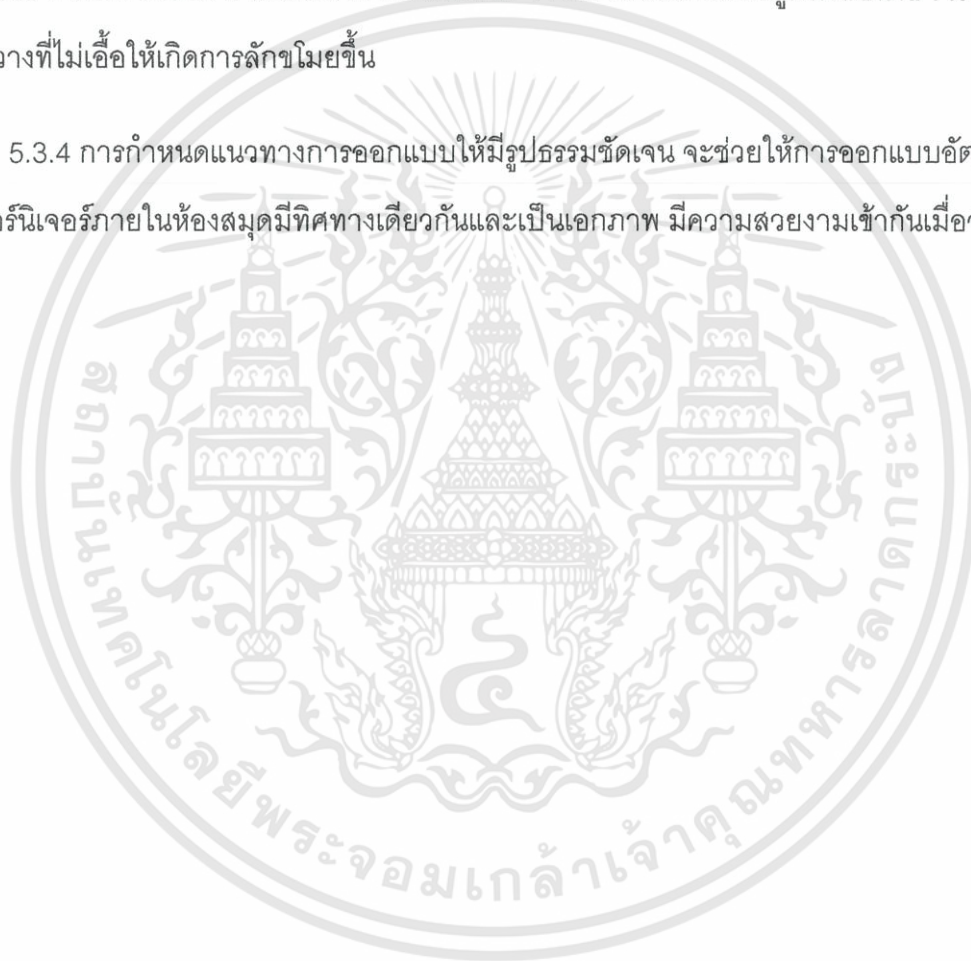 วางที่ไม่เอื้อให้เกิดการลักขโมยขึ้น
5.3.4 การกำหนดแนวทางการออกแบบให้มีรูปธรรมชัดเจน จะช่วยให้การออกแบบอัต
ร์นิเจอร์ภายในห้องสมุดมีทิศทางเดียวกันและเป็นเอกภาพ มีความสวยงามเข้ากันเมื่อ
สถาบันเทคโนโลยีพระจอมเกล้าเจ้าคุณทหารลาดกระบัง